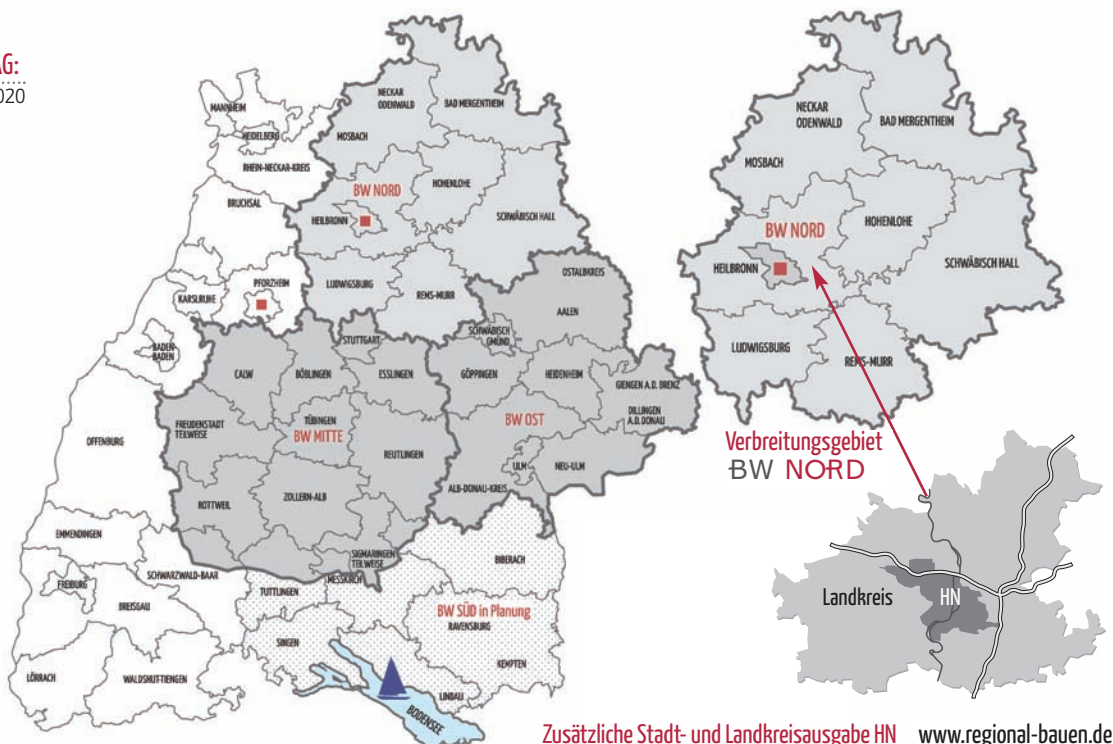 AG:
020
MANNHEIM
HEIDELBERG
RHEIN-NECKAR-KREIS
BRUCHSAL
NECKAR
ODENWALD
BAD MERGENTHEIM
MOSBACH
BW NORD
HOHENLOHE
HEILBRONN
SCHWÄBISCH HALL
PFORZHEIM
KARLSRUHE
LUDWIGSBURG
REMS-MURR
OSTALBKREIS
AALEN
BADEN-
BADEN
STUTTGART
SCHWÄBISCH
GMÜND
CALW
BÖBLINGEN
ESSLINGEN
GÖPPINGEN
HEIDENHEIM
GIENGEN A.D. BRENZ
DILLINGEN
A.D. DONAU
FREUDENSTADT
TEILWEISE
TÜBINGEN
BW MITTE
BW OST
OFFENBURG
REUTLINGEN
ULM
NEU-ULM
ROTTWEIL
ZOLLERN-ALB
ALB-DONAU-KREIS
EMMENDINGEN
SIGMARINGEN
TEILWEISE
BIBERACH
FREIBURG
SCHWARZWALD-BAAR
MESSKIRCH
TUTTLINGEN
BREISGAU
BW SÜD in Planung
RAVENSBURG
SINGEN
KEMPTEN
LÖRRACH
WALDSHUT-TIENGEN
LINBAU
BODENSEE
NECKAR
ODENWALD
BAD MERGENTHEIM
MOSBACH
BW NORD
HOHENLOHE
HEILBRONN
SCHWÄBISCH HALL
LUDWIGSBURG
REMS-MURR
Verbreitungsgebiet
BW NORD
Landkreis
HN
Zusätzliche Stadt- und Landkreisausgabe HN www.regional-bauen.de